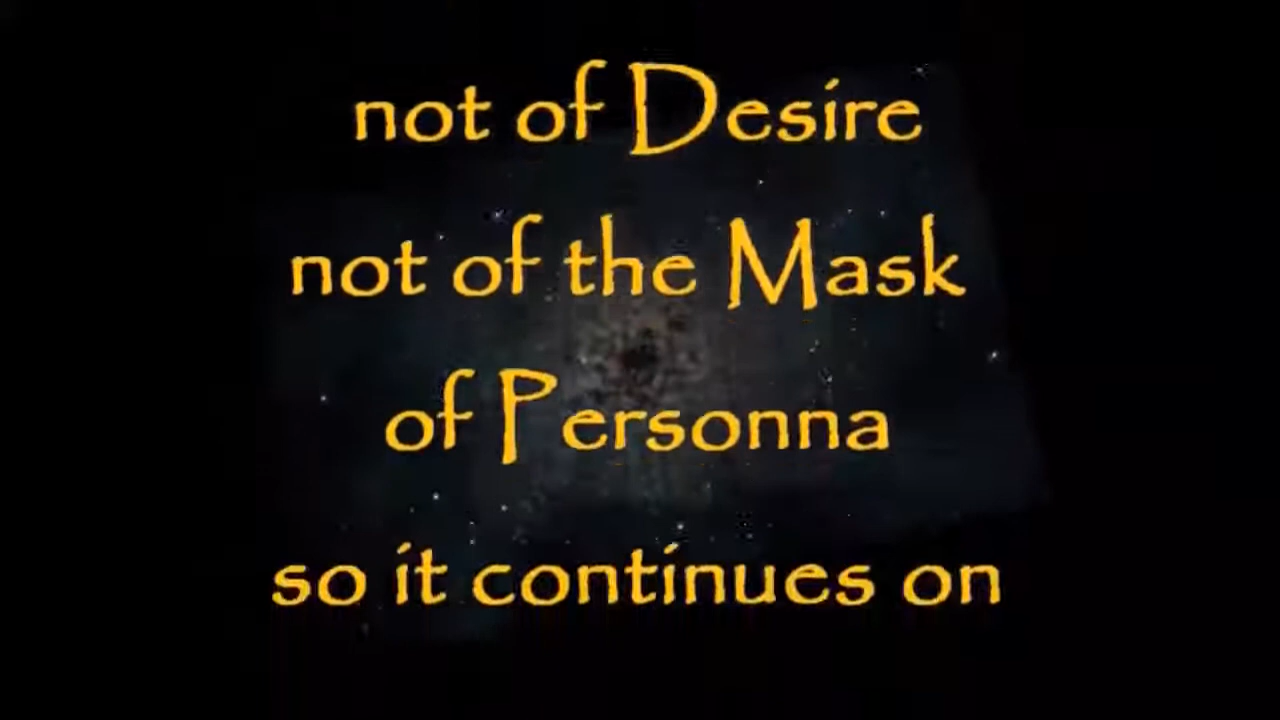 not of Desire
not of the Mask
of Personna
so it continues on